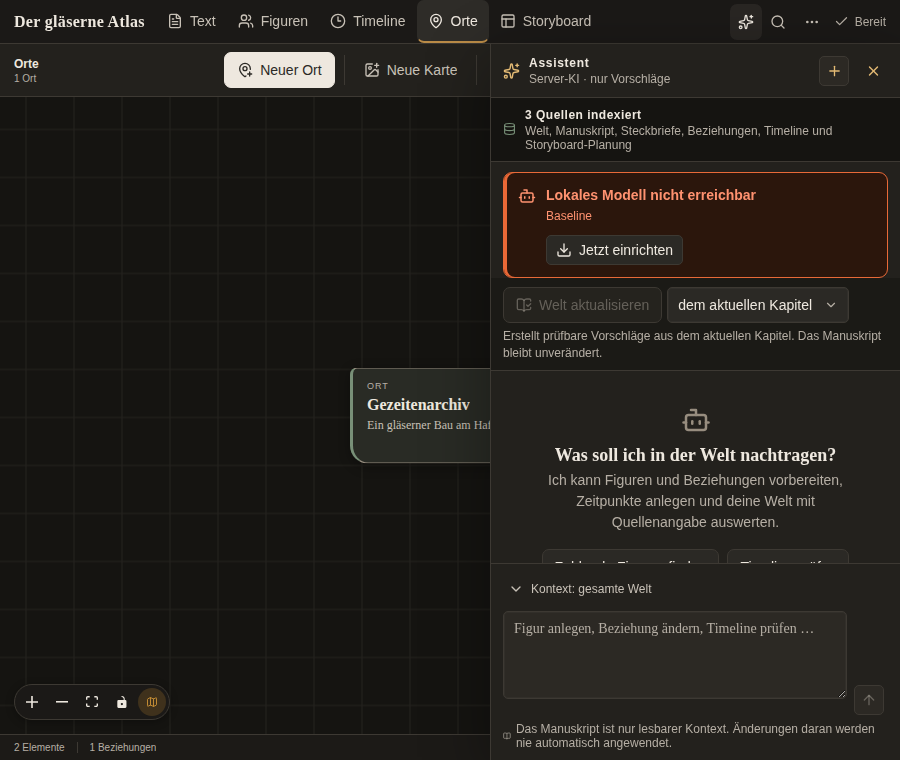 Der gläserne Atlas
Text
Figuren
Timeline
Orte
Storyboard
Bereit
Orte
1 Ort
Neuer Ort
Neue Karte
Assistent
Server-KI · nur Vorschläge
3 Quellen indexiert
Welt, Manuskript, Steckbriefe, Beziehungen, Timeline und
Storyboard-Planung
Lokales Modell nicht erreichbar
Baseline
Jetzt einrichten
Welt aktualisieren
dem aktuellen Kapitel
Erstellt prüfbare Vorschläge aus dem aktuellen Kapitel. Das Manuskript
bleibt unverändert.
ORT
Gezeitenarchiv
Ein gläserner Bau am
Was soll ich in der Welt nachtragen?
Ich kann Figuren und Beziehungen vorbereiten,
Zeitpunkte anlegen und deine Welt mit
Quellenangabe auswerten.
Kontext: gesamte Welt
Figur anlegen, Beziehung ändern, Timeline prüfen …
Das Manuskript ist nur lesbarer Kontext. Änderungen daran werden
nie automatisch angewendet.
2 Elemente
1 Beziehungen